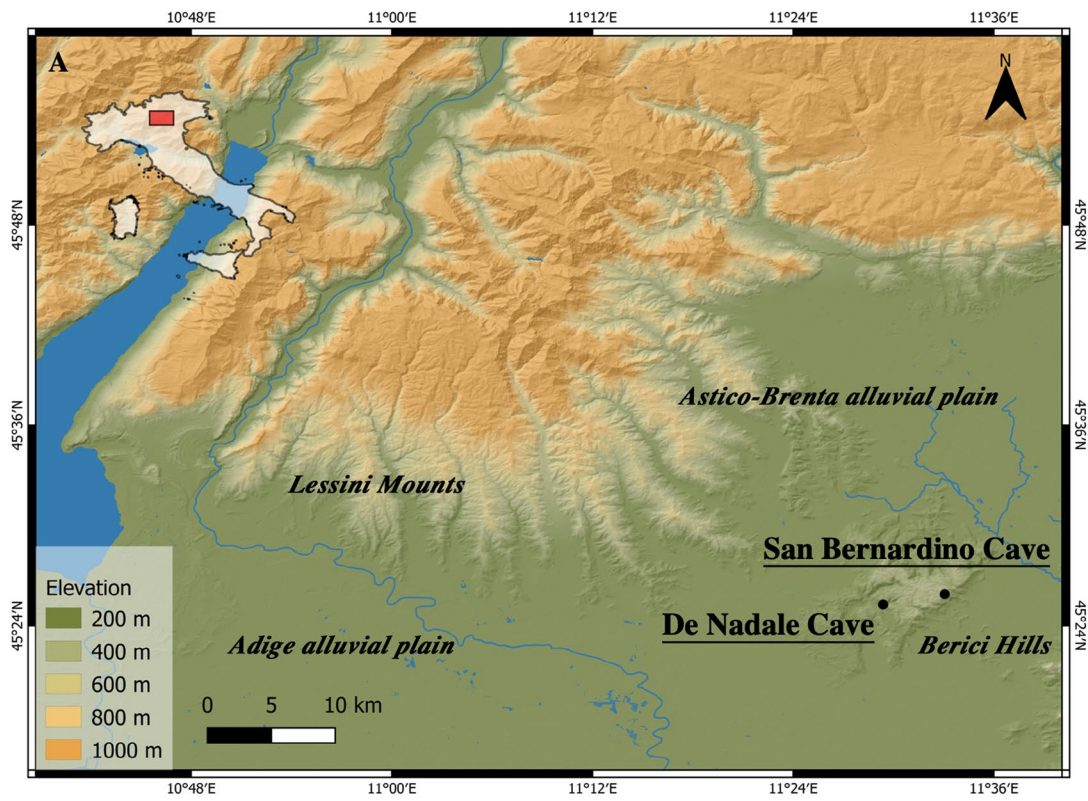 10°48′E 11°00′E 11°12′E 11°24′E 11°36′E
A
N
45°48′N 45°48′N
Astico-Brenta alluvial plain
45°36′N 45°36′N
Lessini Mounts
San Bernardino Cave
Elevation
200 m
400 m
600 m
800 m
1000 m
De Nadale Cave
45°24′N 45°24′N
Adige alluvial plain
Berici Hills
0 5 10 km
10°48′E 11°00′E 11°12′E 11°24′E 11°36′E